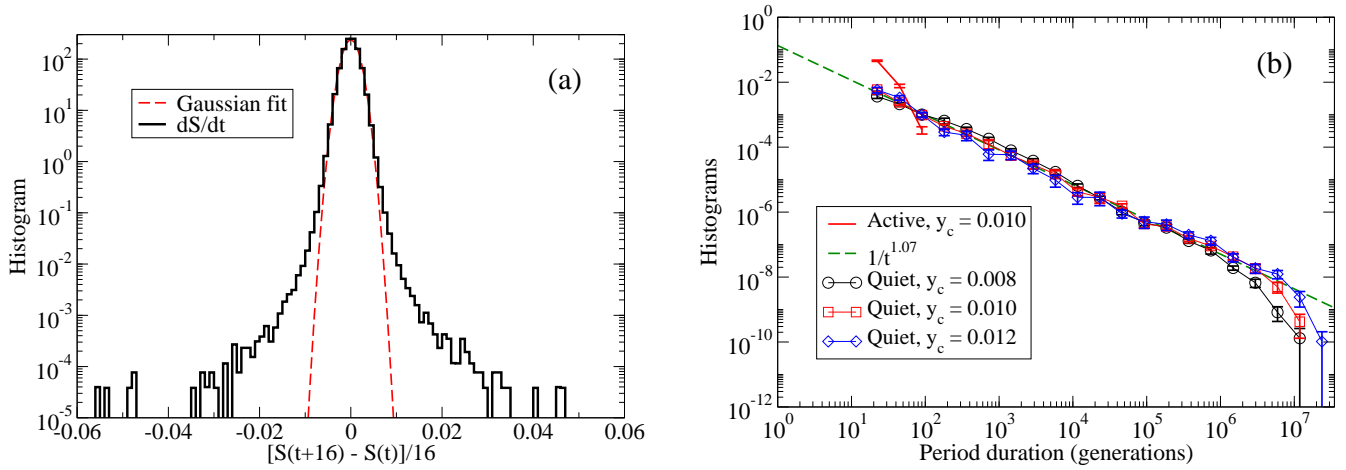 (a)
Histogram
10^2
10^1
10^0
10^-1
10^-2
10^-3
10^-4
10^-5
Gaussian fit
dS/dt
-0.06 -0.04 -0.02 0 0.02 0.04 0.06
[S(t+16) - S(t)]/16
(b)
Histograms
10^0
10^-2
10^-4
10^-6
10^-8
10^-10
10^-12
Active, y_c = 0.010
1/t^1.07
Quiet, y_c = 0.008
Quiet, y_c = 0.010
Quiet, y_c = 0.012
10^0 10^1 10^2 10^3 10^4 10^5 10^6 10^7
Period duration (generations)